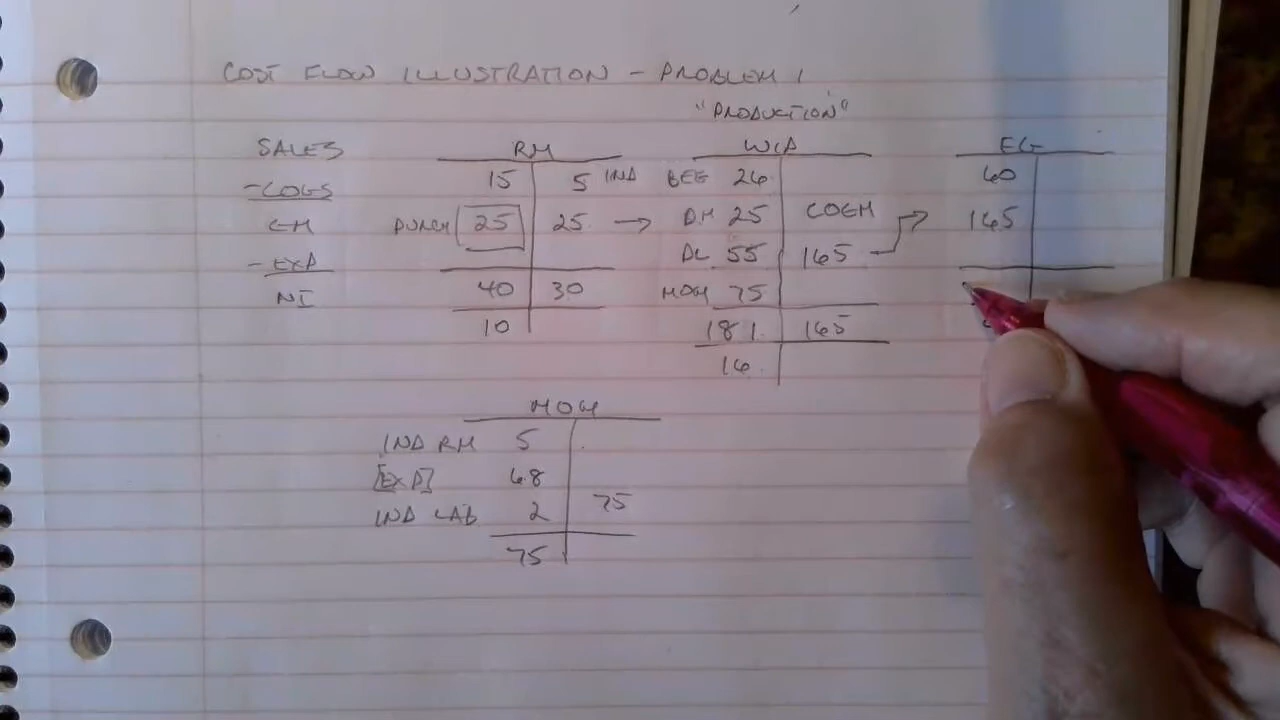 COST FLOW ILLUSTRATION - PROBLEM 1
"PRODUCTION"
SALES
- COGS
CM
- EXP
NI
RM
15 5 IND
PURCH 25 25 →
40 30
10
WIP
BEG 26
DM 25 COGM
DL 55 165
MOH 75
181 165
16
FG
60
165
MOH
IND RM 5
[EXP] 68
IND LAB 2 75
75